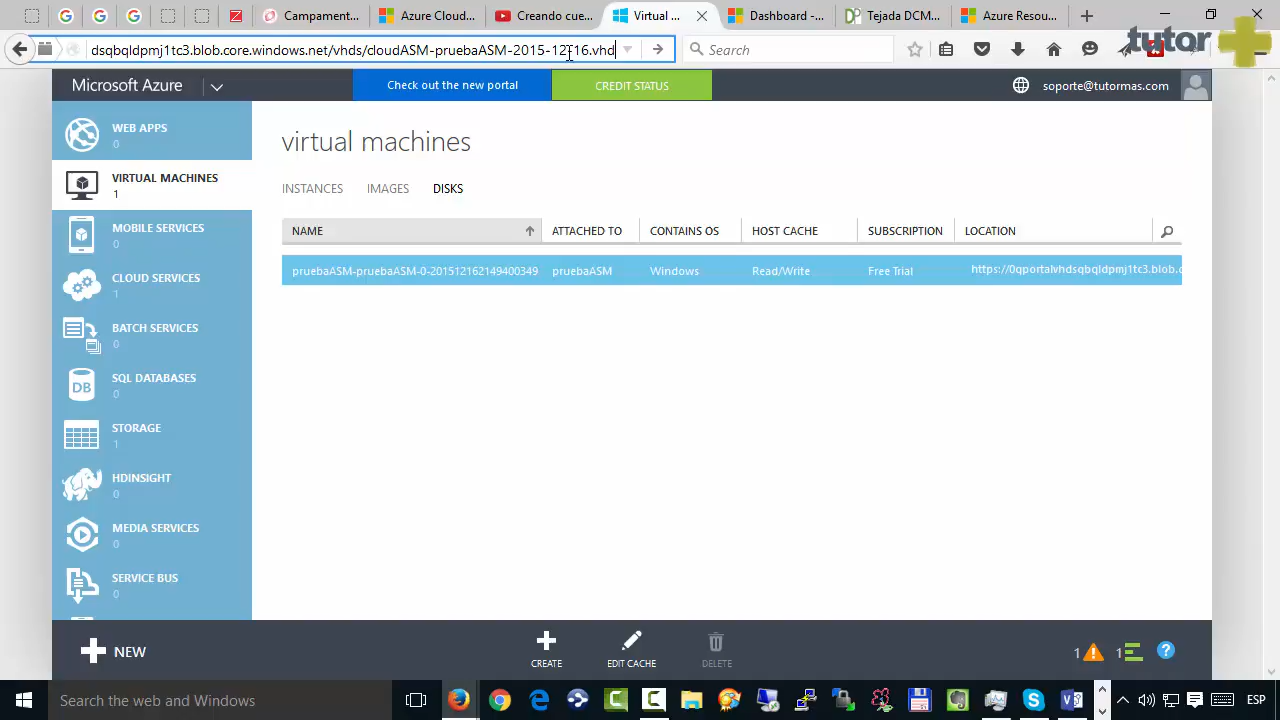 Campament...
Azure Cloud...
Creando cue...
Virtual ...
Dashboard -...
Tejada DCM...
Azure Resou...
dsqbqldpmj1tc3.blob.core.windows.net/vhds/cloudASM-pruebaASM-2015-12-16.vhd
Search
tutor
Microsoft Azure
Check out the new portal
CREDIT STATUS
soporte@tutormas.com
WEB APPS
0
VIRTUAL MACHINES
1
MOBILE SERVICES
0
CLOUD SERVICES
1
BATCH SERVICES
0
DB
SQL DATABASES
0
STORAGE
1
HDINSIGHT
0
MEDIA SERVICES
0
SERVICE BUS
0
virtual machines
INSTANCES IMAGES DISKS
NAME ATTACHED TO CONTAINS OS HOST CACHE SUBSCRIPTION LOCATION
pruebaASM-pruebaASM-0-201512162149400349 pruebaASM Windows Read/Write Free Trial https://0qportalvhdsqbqldpmj1tc3.blob.c
NEW
CREATE
EDIT CACHE
DELETE
1 1
Search the web and Windows
ESP